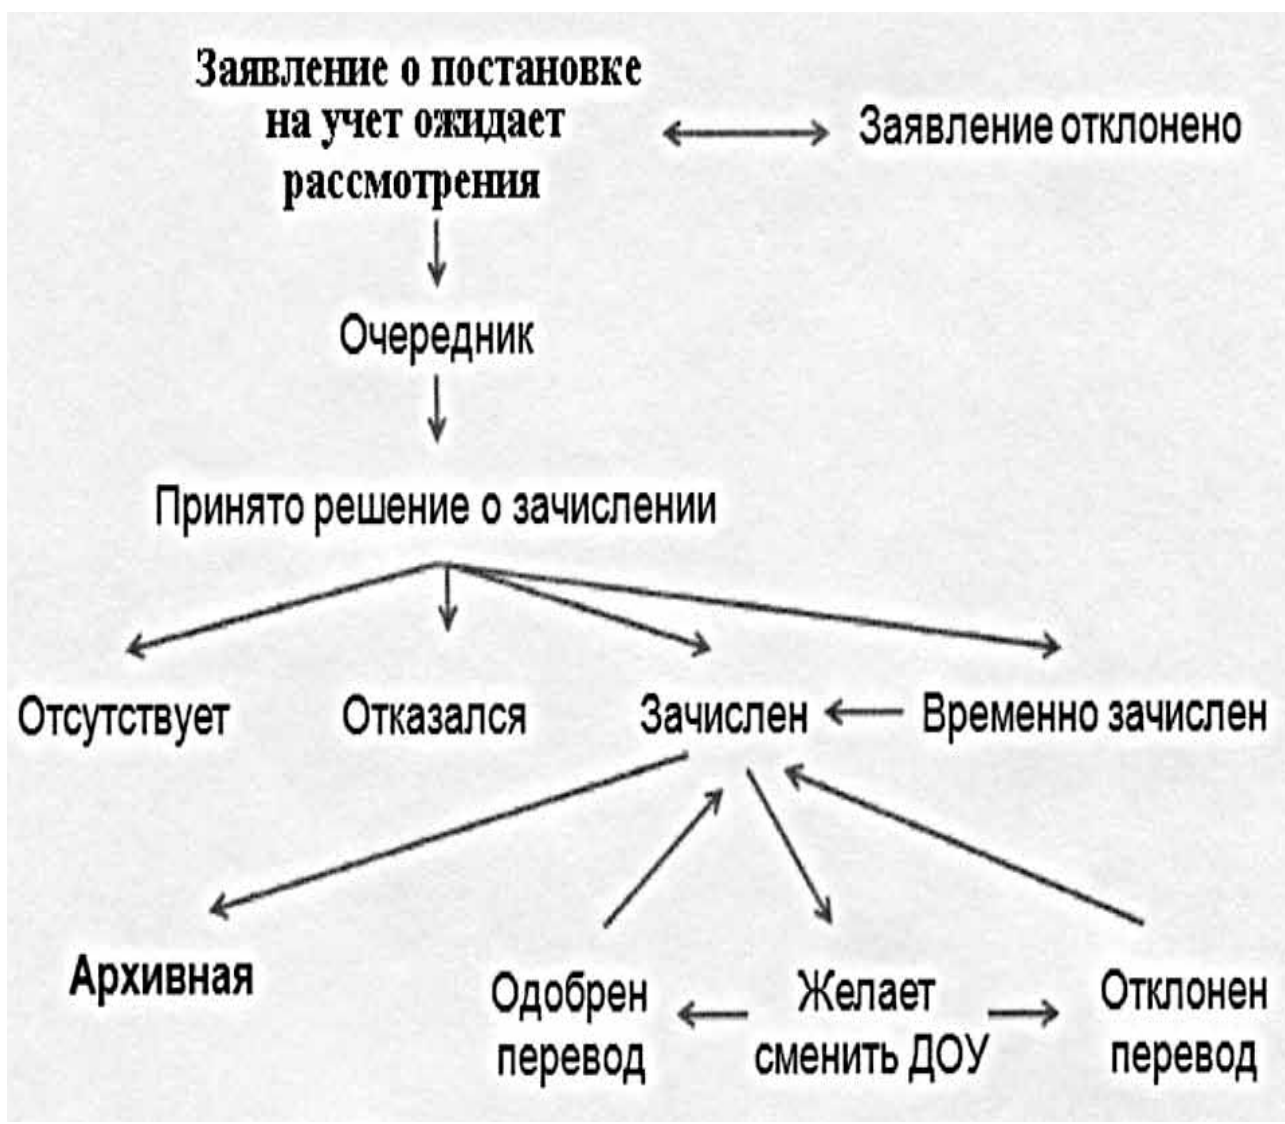 Заявление о постановке
на учет ожидает
рассмотрения
Заявление отклонено
Очередник
Принято решение о зачислении
Отсутствует
Отказался
Зачислен
Временно зачислен
Архивная
Одобрен
перевод
Желает
сменить ДОУ
Отклонен
перевод